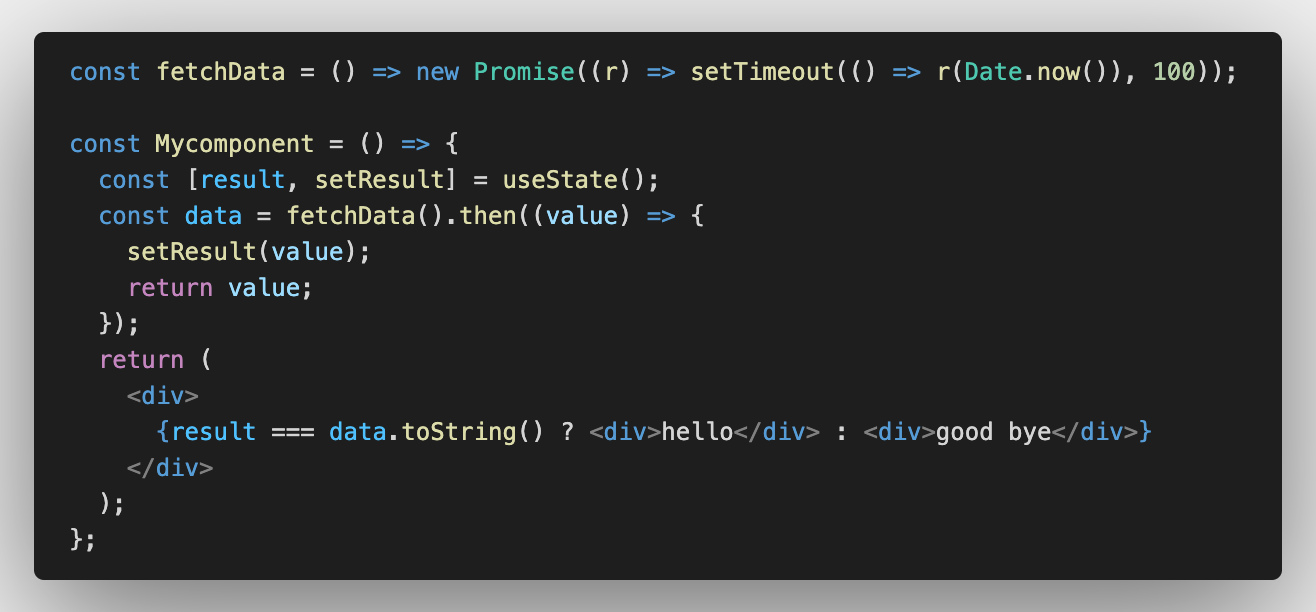 const fetchData = () => new Promise((r) => setTimeout(() => r(Date.now()), 100));

const Mycomponent = () => {
  const [result, setResult] = useState();
  const data = fetchData().then((value) => {
    setResult(value);
    return value;
  });
  return (
    <div>
      {result === data.toString() ? <div>hello</div> : <div>good bye</div>}
    </div>
  );
};